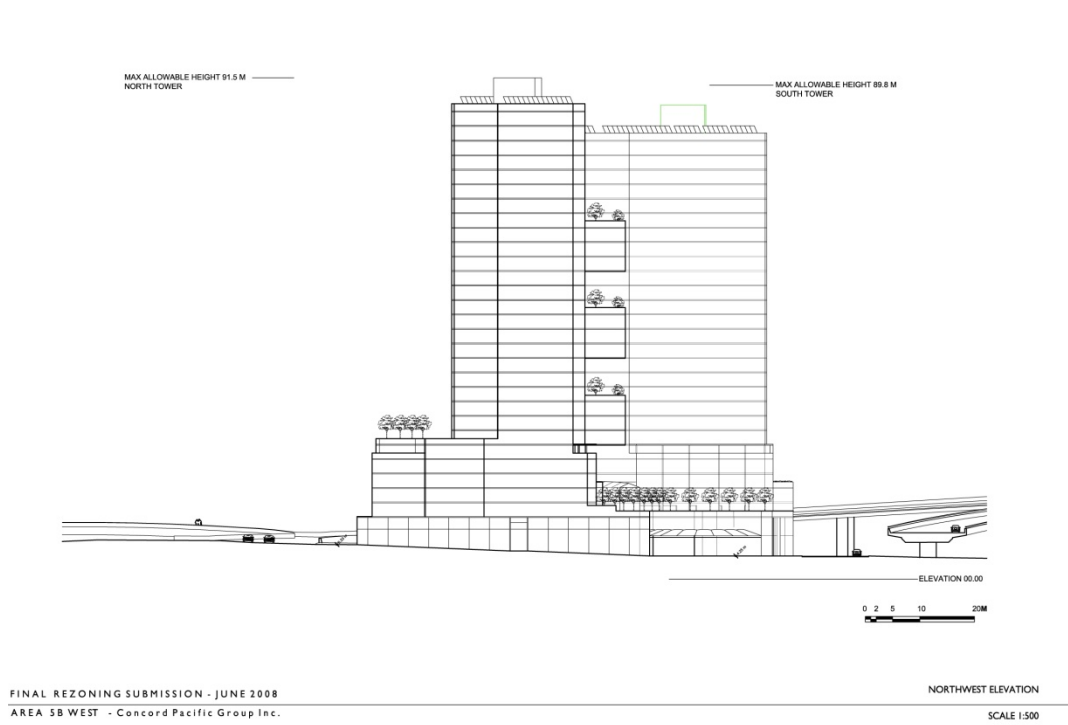 MAX ALLOWABLE HEIGHT 91.5 M
NORTH TOWER
MAX ALLOWABLE HEIGHT 89.8 M
SOUTH TOWER
ELEVATION 00.00
0 2 5 10 20M
FINAL REZONING SUBMISSION - JUNE 2008
NORTHWEST ELEVATION
AREA 5B WEST - Concord Pacific Group Inc.
SCALE 1:500